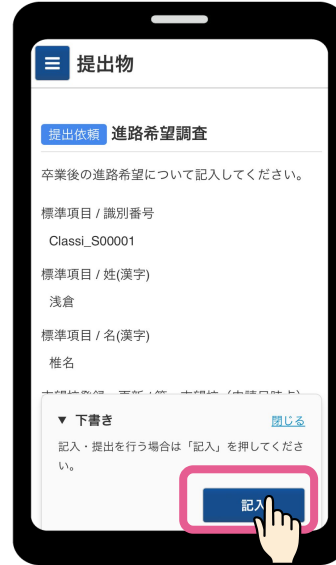 提出物
提出依頼 進路希望調査
卒業後の進路希望について記入してください。
標準項目 / 識別番号
Classi_S00001
標準項目 / 姓(漢字)
浅倉
標準項目 / 名(漢字)
椎名
▼ 下書き 閉じる
記入・提出を行う場合は「記入」を押してくださ
い。
記入